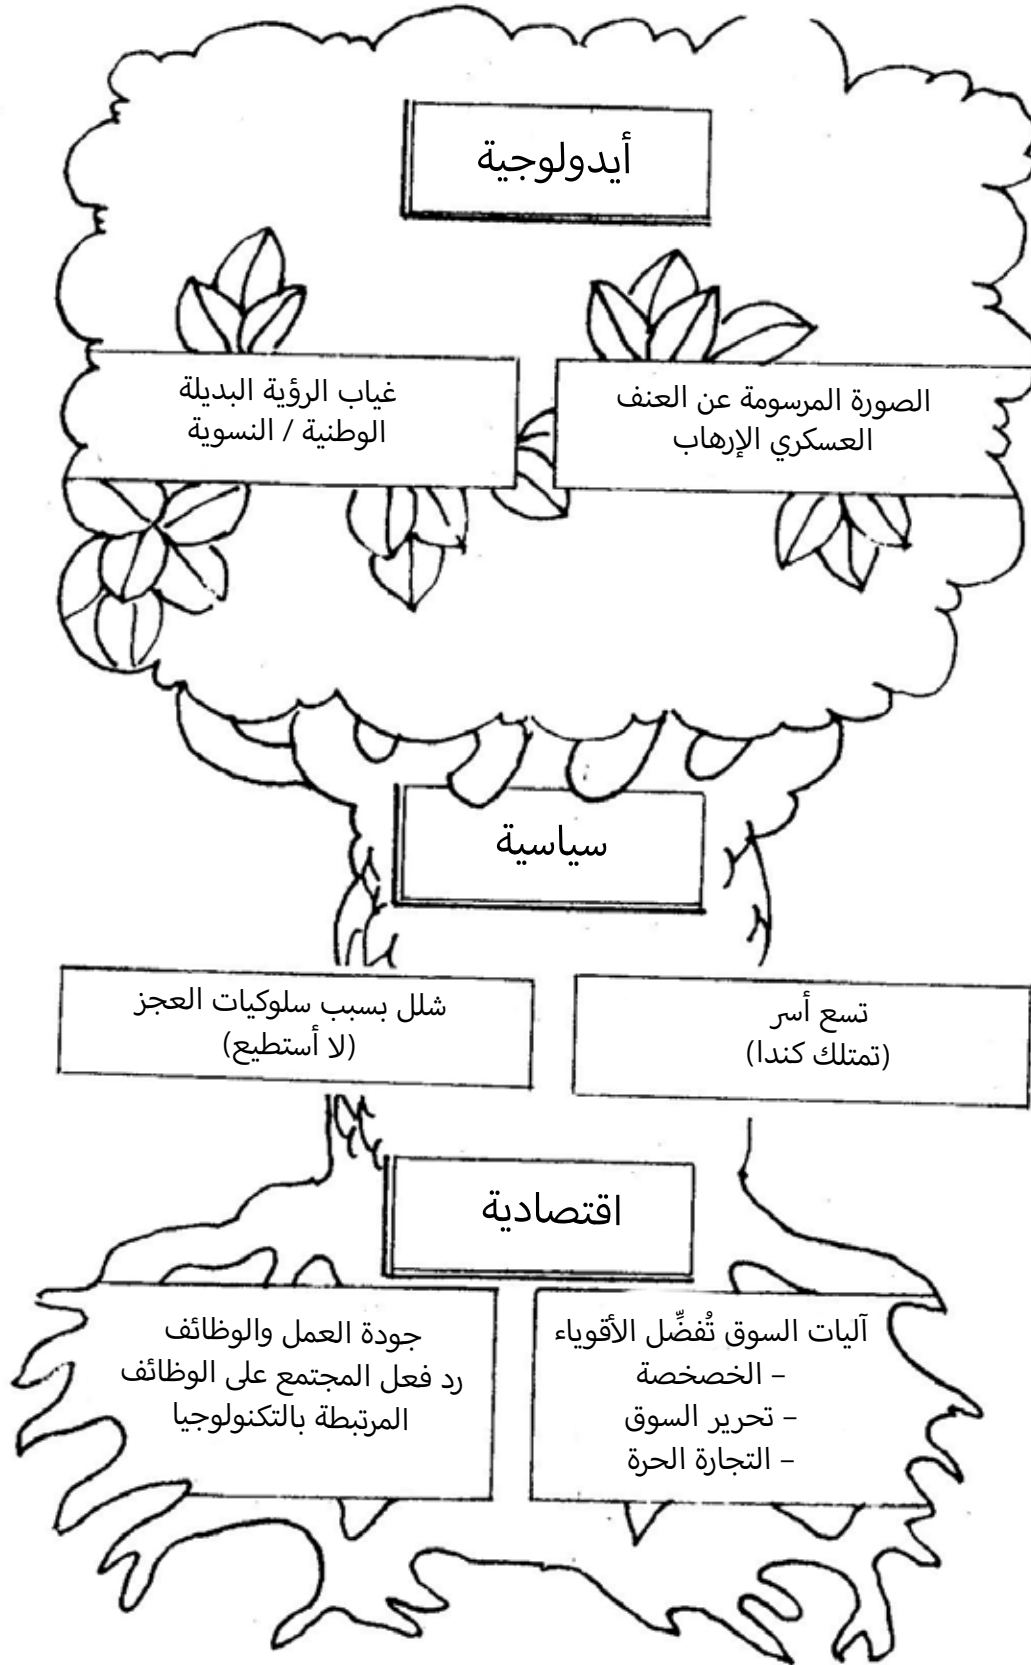 أيدولوجية
الصورة المرسومة عن العنف
العسكري الإرهاب
غياب الرؤية البديلة
الوطنية / النسوية
سياسية
تسع أسر
(تمتلك كندا)
شلل بسبب سلوكيات العجز
(لا أستطيع)
اقتصادية
آليات السوق تُفضِّل الأقوياء
– الخصخصة
– تحرير السوق
– التجارة الحرة
جودة العمل والوظائف
رد فعل المجتمع على الوظائف
المرتبطة بالتكنولوجيا